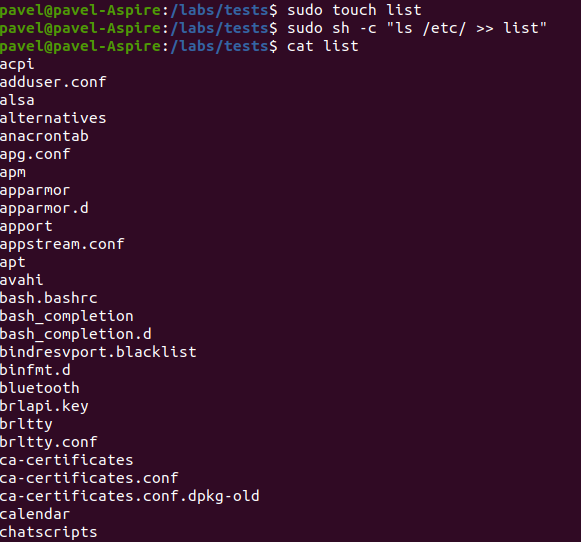 pavel@pavel-Aspire:/labs/tests$ sudo touch list
pavel@pavel-Aspire:/labs/tests$ sudo sh -c "ls /etc/ >> list"
pavel@pavel-Aspire:/labs/tests$ cat list
acpi
adduser.conf
alsa
alternatives
anacrontab
apg.conf
apm
apparmor
apparmor.d
apport
appstream.conf
apt
avahi
bash.bashrc
bash_completion
bash_completion.d
bindresvport.blacklist
binfmt.d
bluetooth
brlapi.key
brltty
brltty.conf
ca-certificates
ca-certificates.conf
ca-certificates.conf.dpkg-old
calendar
chatscripts